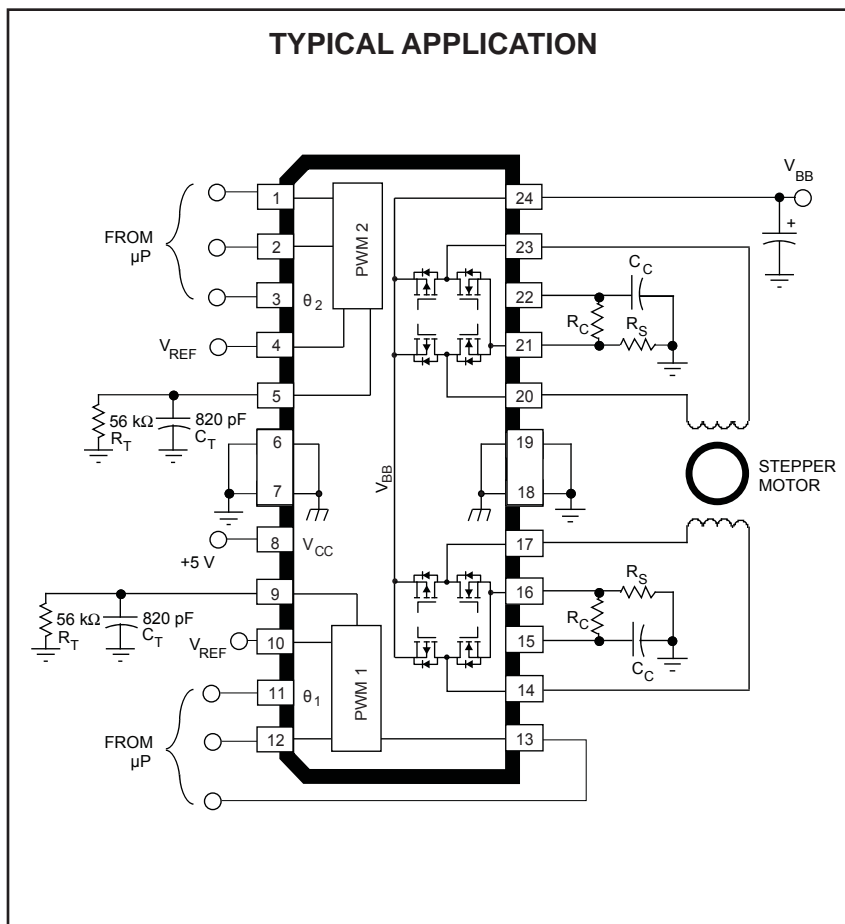 TYPICAL APPLICATION
V_BB
FROM
µP
1
2
3
4
5
6
7
8
9
10
11
12
θ_2
V_REF
56 kΩ
R_T
820 pF
C_T
+5 V
V_CC
56 kΩ
R_T
820 pF
C_T
V_REF
θ_1
FROM
µP
PWM 2
PWM 1
V_BB
24
23
22
21
20
19
18
17
16
15
14
13
+
C_C
R_C
R_S
STEPPER
MOTOR
R_S
R_C
C_C